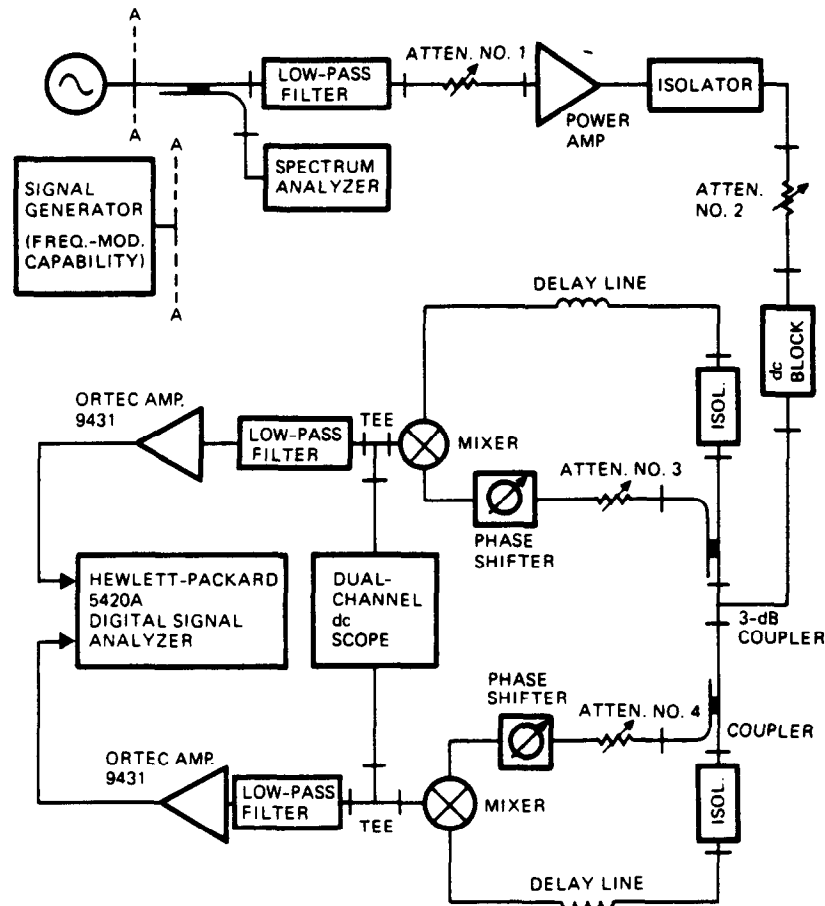 A
A
ATTEN. NO. 1
LOW-PASS
FILTER
POWER
AMP
ISOLATOR
A
A
SIGNAL
GENERATOR
(FREQ.-MOD.
CAPABILITY)
A
SPECTRUM
ANALYZER
ATTEN.
NO. 2
DELAY LINE
dc
BLOCK
ISOL.
ORTEC AMP.
9431
LOW-PASS
FILTER
TEE
MIXER
ATTEN. NO. 3
PHASE
SHIFTER
HEWLETT-PACKARD
5420A
DIGITAL SIGNAL
ANALYZER
DUAL-
CHANNEL
dc
SCOPE
3-dB
COUPLER
PHASE
SHIFTER
ATTEN. NO. 4
COUPLER
ORTEC AMP.
9431
LOW-PASS
FILTER
TEE
MIXER
ISOL.
DELAY LINE